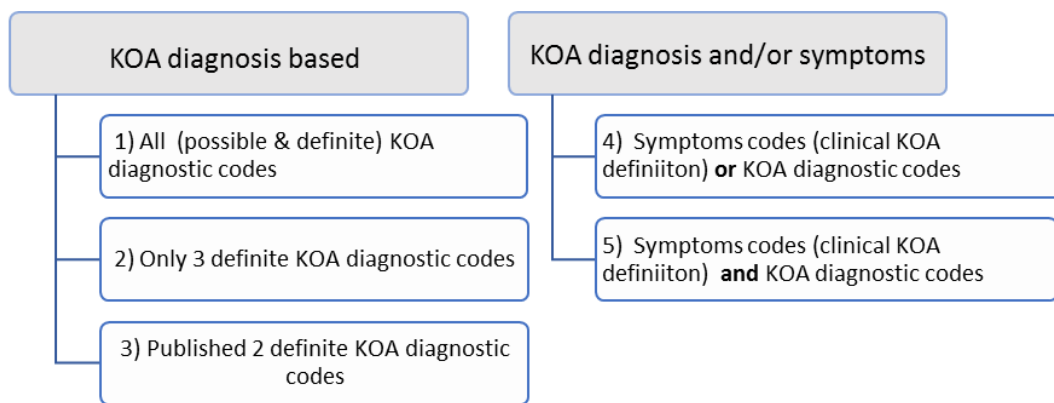 KOA diagnosis based
1) All (possible & definite) KOA
diagnostic codes
2) Only 3 definite KOA diagnostic codes
3) Published 2 definite KOA diagnostic
codes
KOA diagnosis and/or symptoms
4) Symptoms codes (clinical KOA
definiiton) or KOA diagnostic codes
5) Symptoms codes (clinical KOA
definiiton) and KOA diagnostic codes